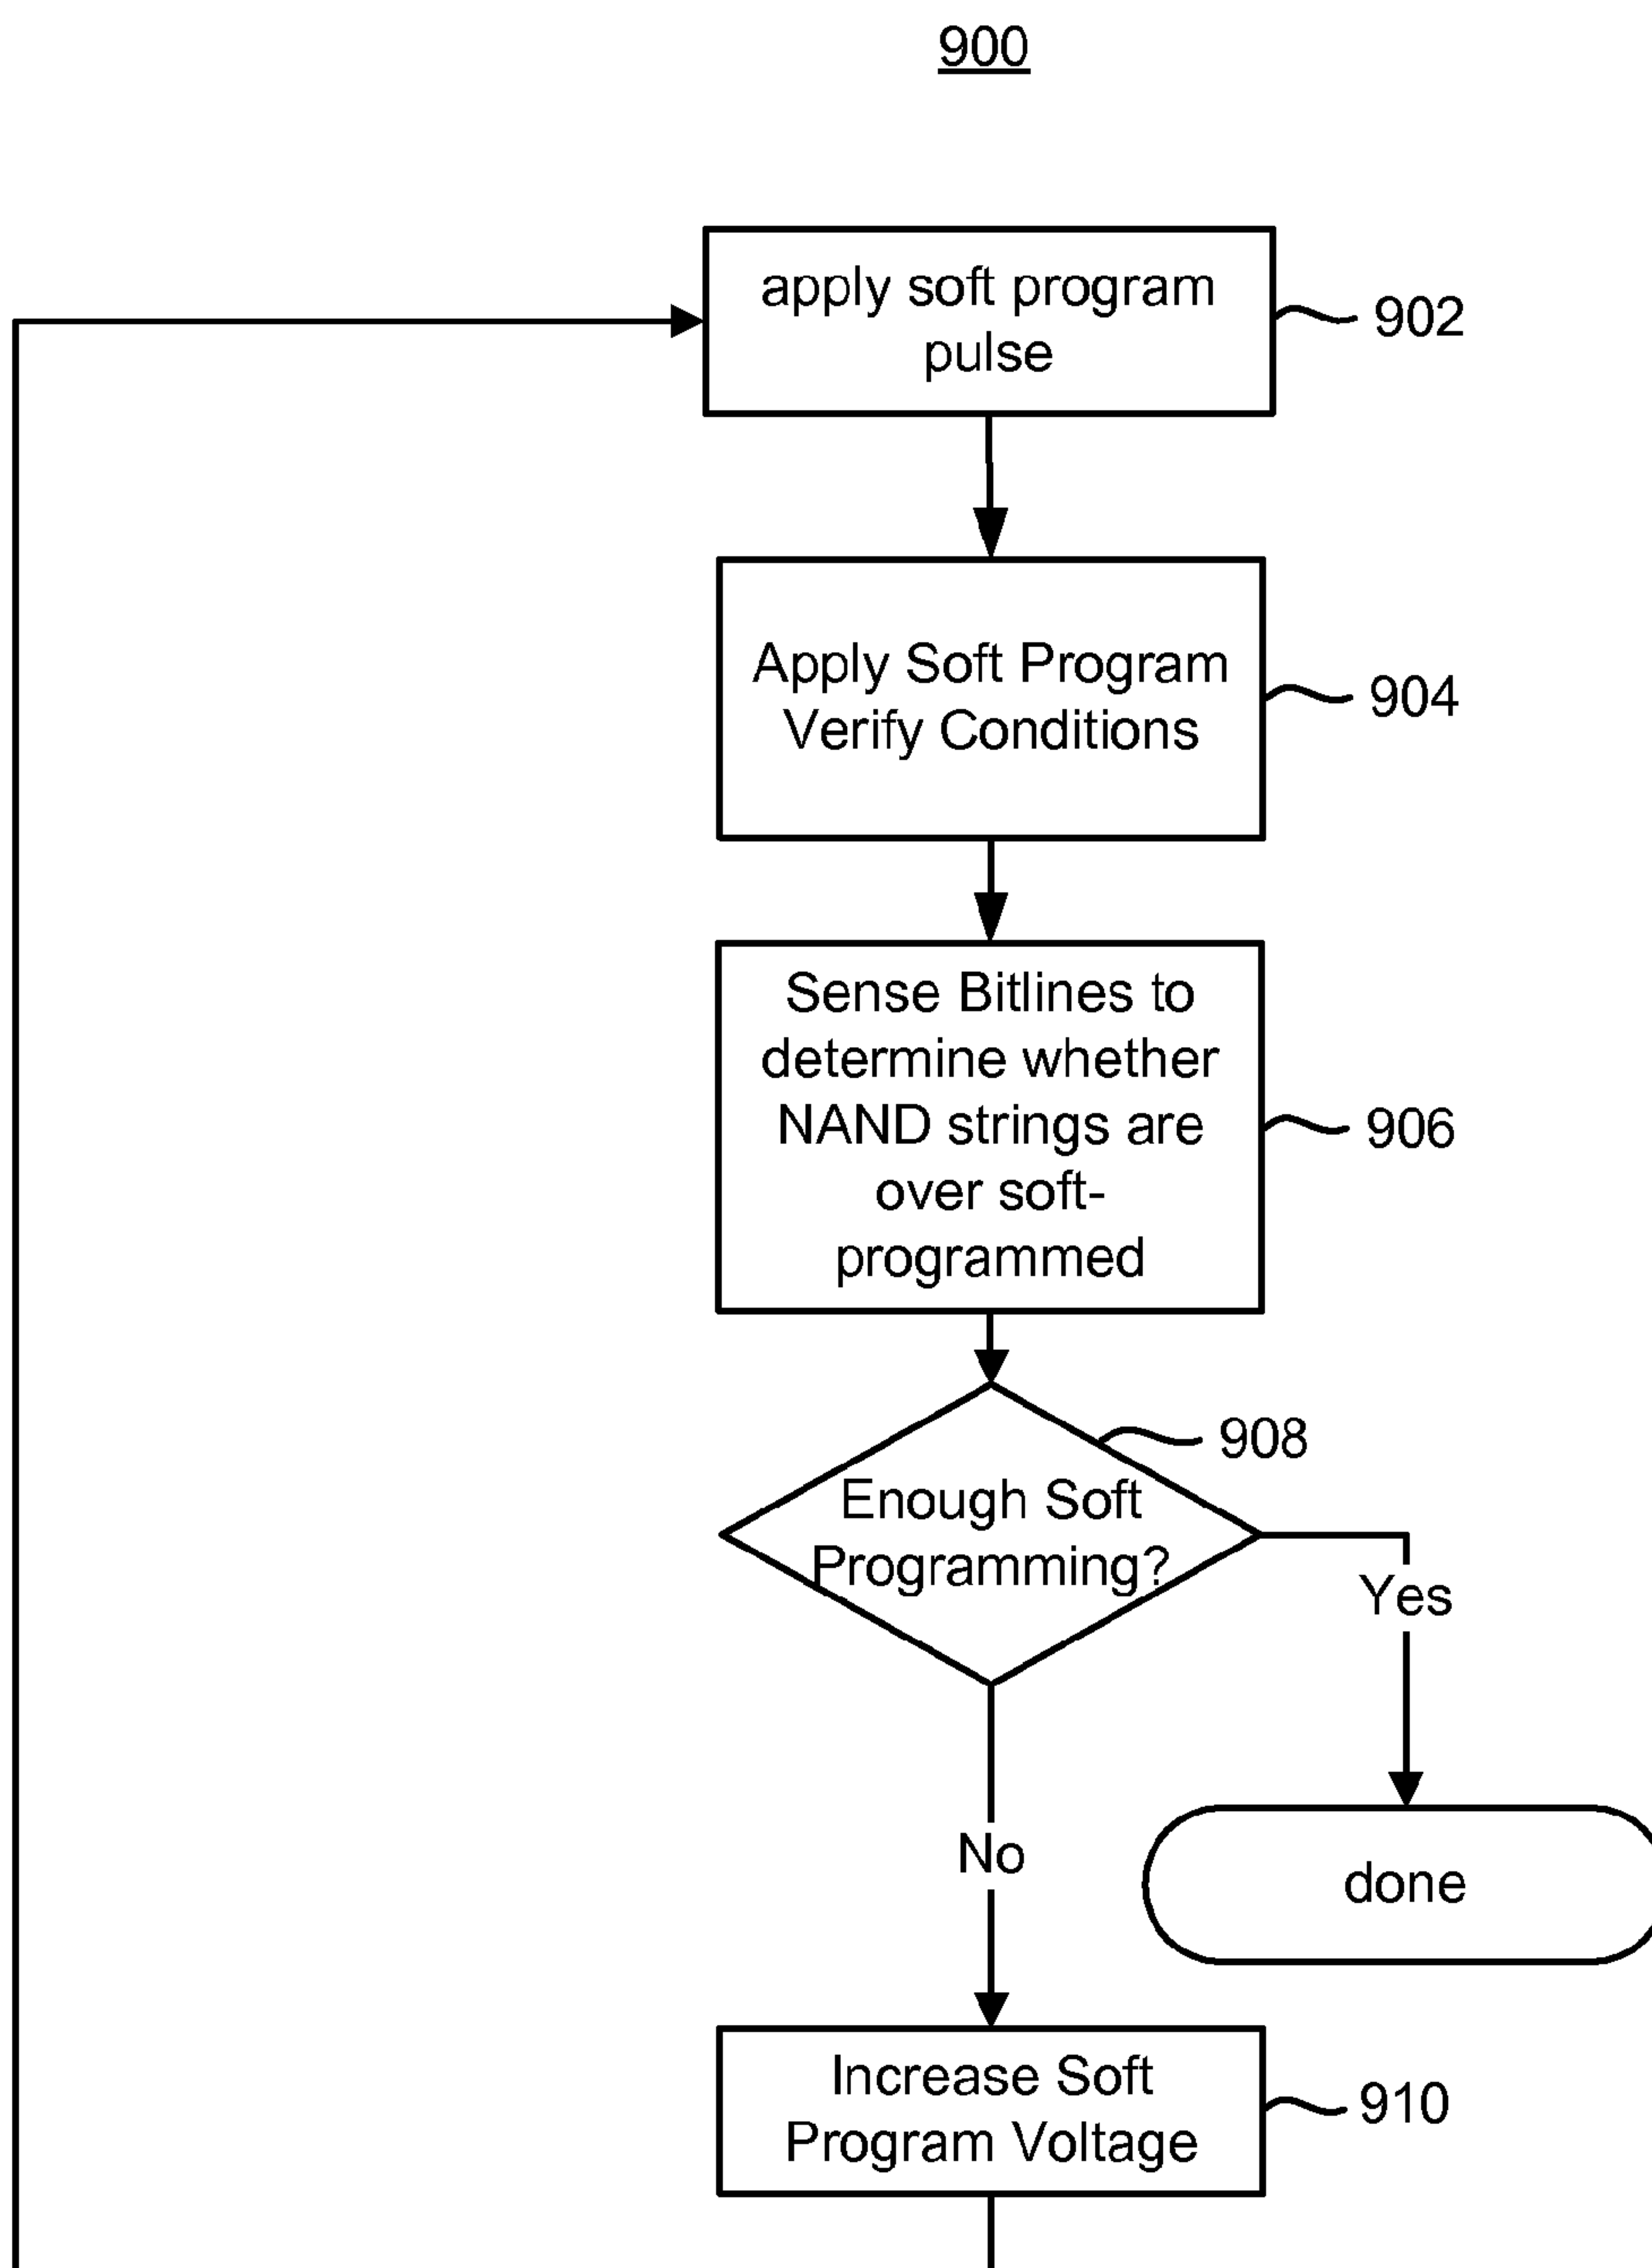 900
apply soft program
pulse
902
Apply Soft Program
Verify Conditions
904
Sense Bitlines to
determine whether
NAND strings are
over soft-
programmed
906
908
Enough Soft
Programming?
Yes
No
done
Increase Soft
Program Voltage
910